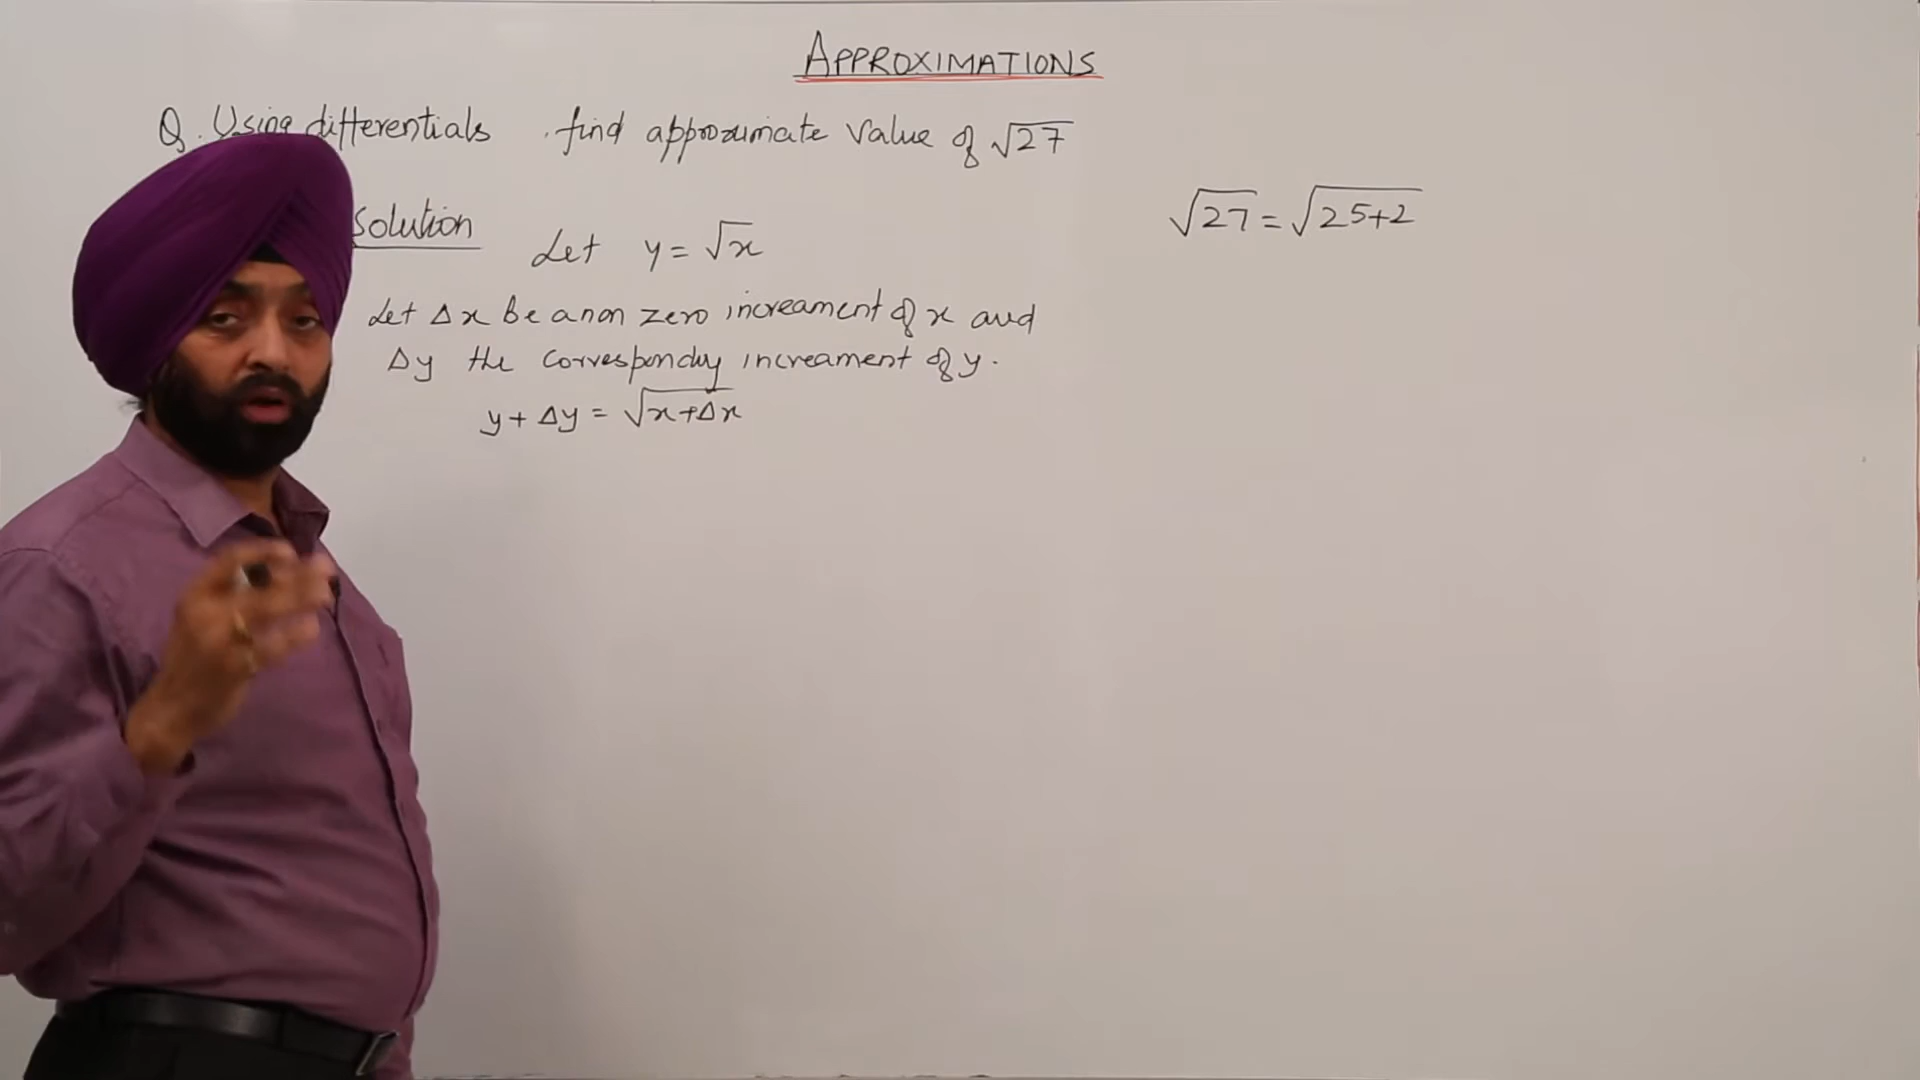 APPROXIMATIONS
Q. Using differentials find approximate value of √27
Solution
Let y = √x
√27 = √25+2
Let Δx be a non zero increament of x and
Δy the correspondy increament of y.
y + Δy = √x+Δx